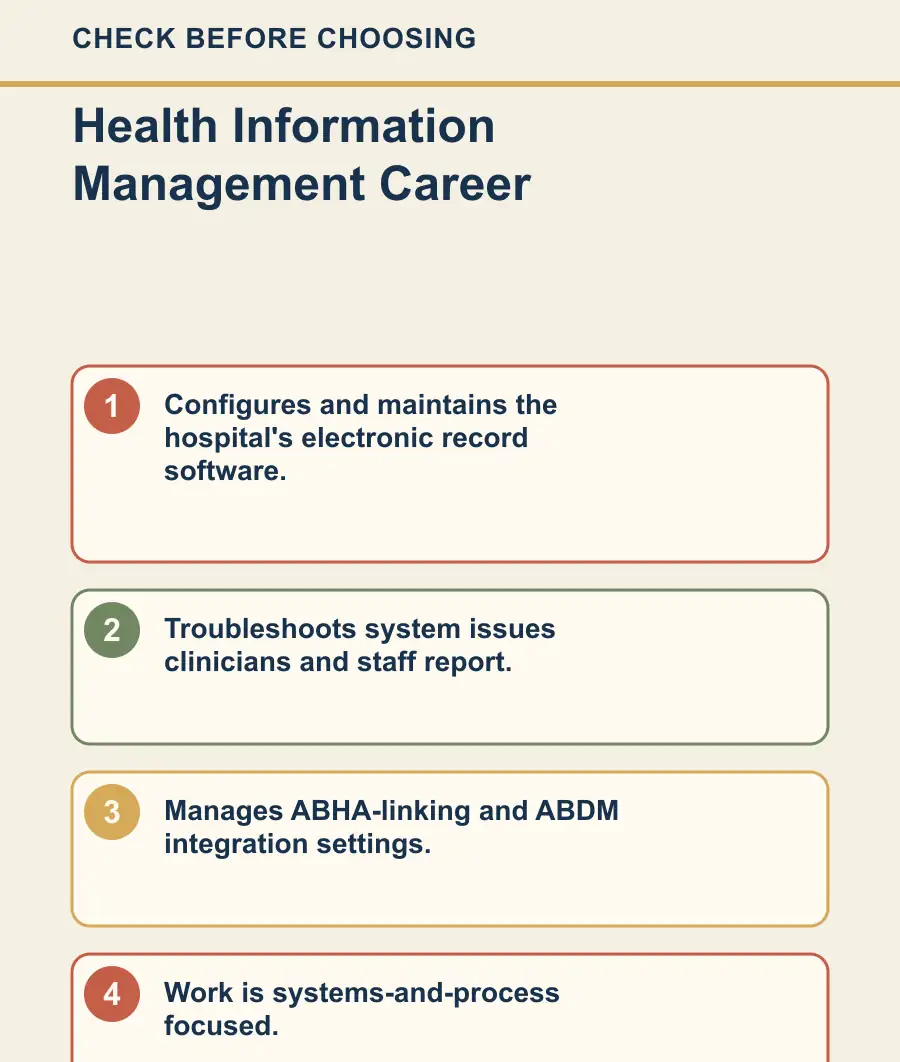 CHECK BEFORE CHOOSING
Health Information
Management Career
1
Configures and maintains the
hospital's electronic record
software.
2
Troubleshoots system issues
clinicians and staff report.
3
Manages ABHA-linking and ABDM
integration settings.
4
Work is systems-and-process
focused.